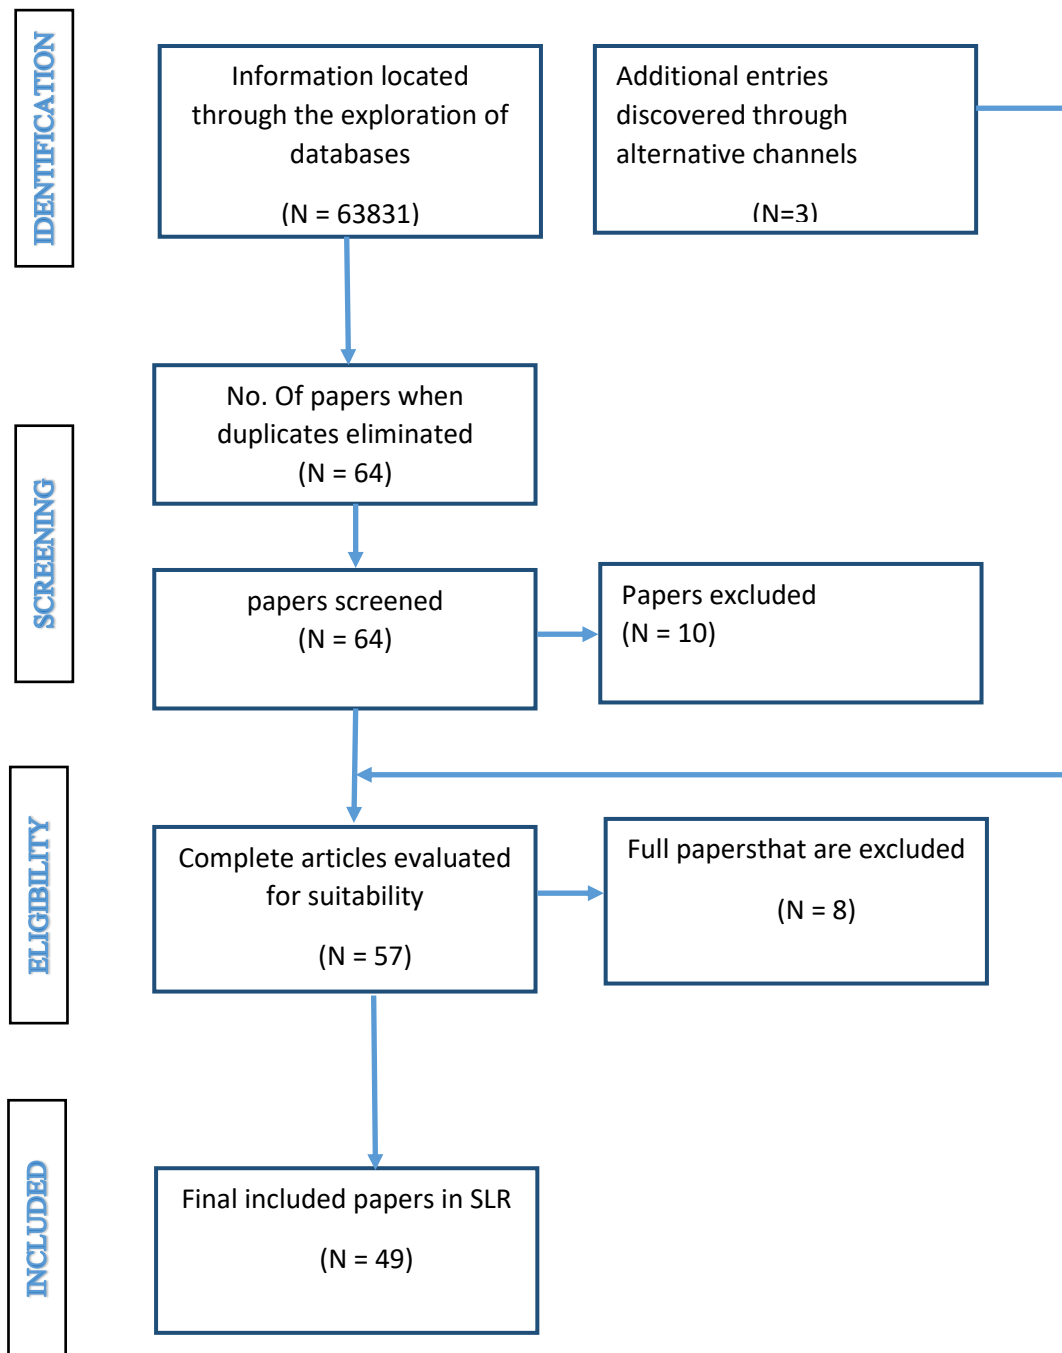 IDENTIFICATION
Information located
through the exploration of
databases
(N = 63831)
Additional entries
discovered through
alternative channels
(N=3)
SCREENING
No. Of papers when
duplicates eliminated
(N = 64)
papers screened
(N = 64)
Papers excluded
(N = 10)
ELIGIBILITY
Complete articles evaluated
for suitability
(N = 57)
Full papersthat are excluded
(N = 8)
INCLUDED
Final included papers in SLR
(N = 49)